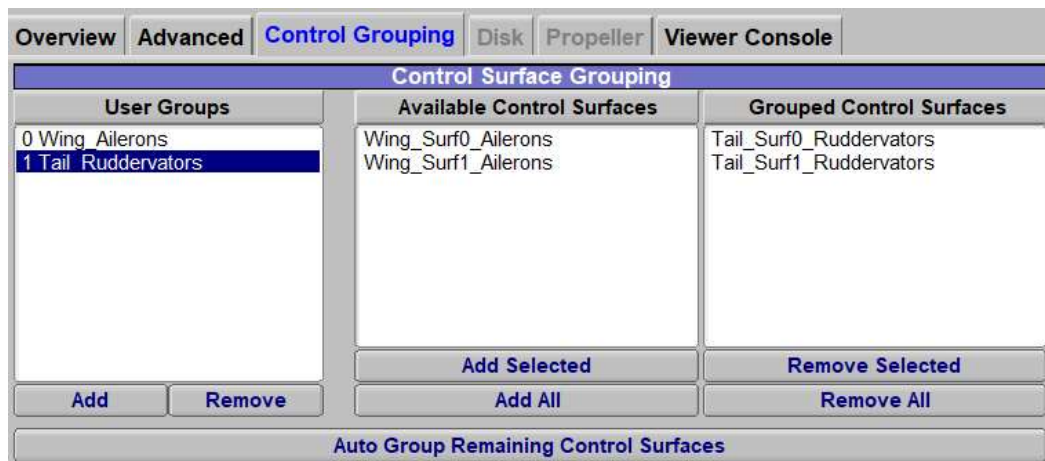 Overview Advanced Control Grouping Disk Propeller Viewer Console
Control Surface Grouping
User Groups Available Control Surfaces Grouped Control Surfaces
0 Wing_Ailerons Wing_Surf0_Ailerons Tail_Surf0_Ruddervators
1 Tail_Ruddervators Wing_Surf1_Ailerons Tail_Surf1_Ruddervators
Add Selected Remove Selected
Add Remove Add All Remove All
Auto Group Remaining Control Surfaces